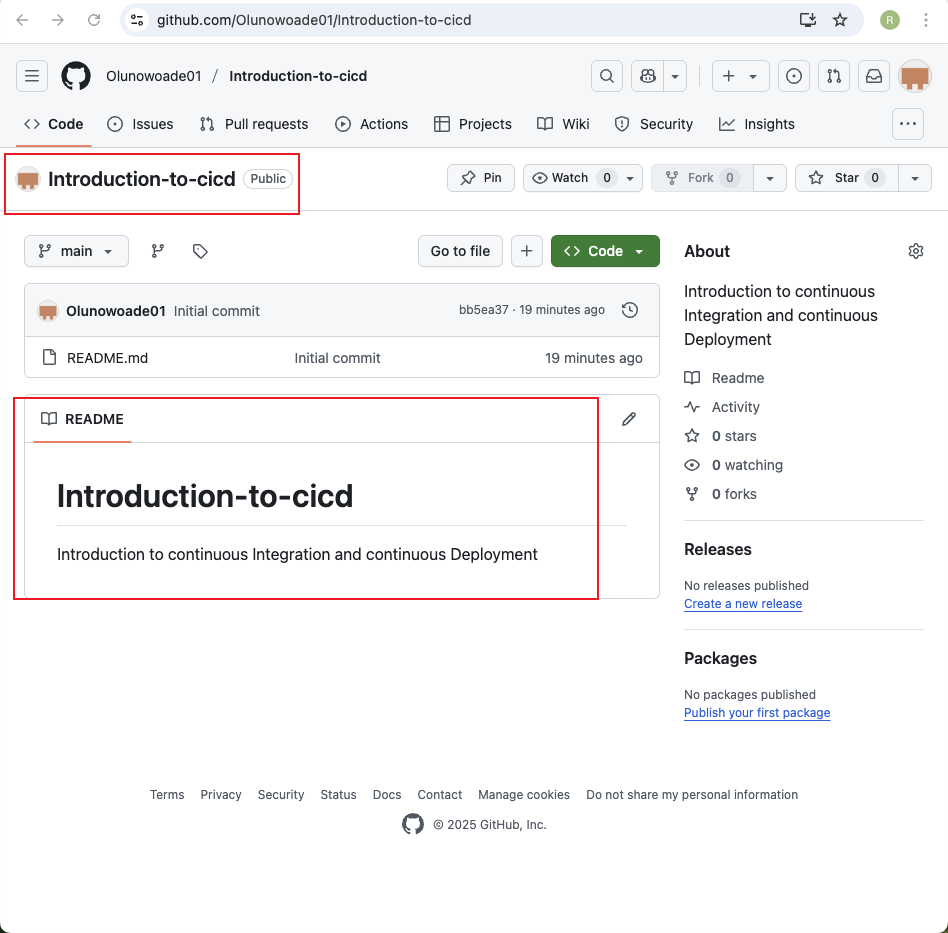 github.com/Olunowoade01/Introduction-to-cicd
R
Olunowoade01 / Introduction-to-cicd
Code Issues Pull requests Actions Projects Wiki Security Insights
Introduction-to-cicd Public
Pin Watch 0 Fork 0 Star 0
main Go to file Code
Olunowoade01 Initial commit bb5ea37 · 19 minutes ago
README.md Initial commit 19 minutes ago
README
Introduction-to-cicd
Introduction to continuous Integration and continuous Deployment
About
Introduction to continuous
Integration and continuous
Deployment
Readme
Activity
0 stars
0 watching
0 forks
Releases
No releases published
Create a new release
Packages
No packages published
Publish your first package
Terms Privacy Security Status Docs Contact Manage cookies Do not share my personal information
© 2025 GitHub, Inc.